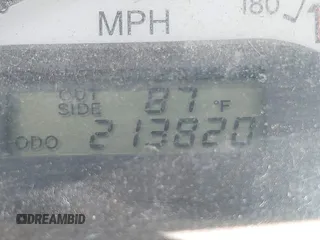 MPH
180
OUT
SIDE 87 °F
ODO 213820
DREAMBID